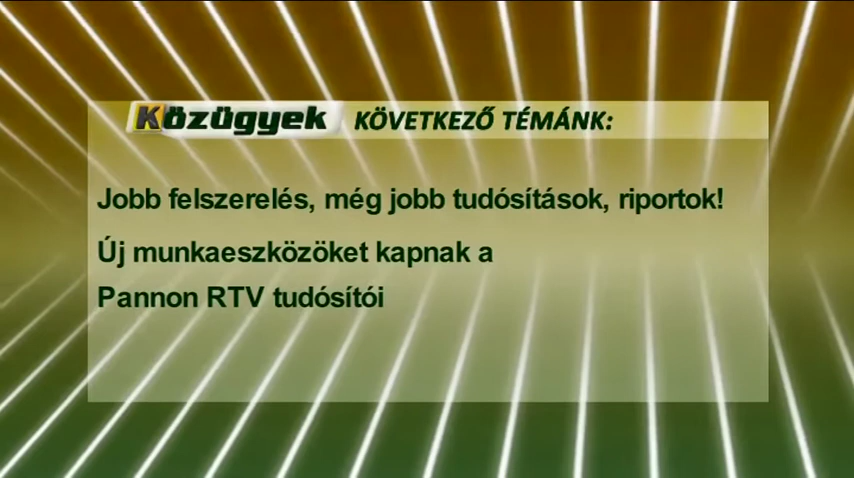 Közügyek KÖVETKEZŐ TÉMÁNK:
Jobb felszerelés, még jobb tudósítások, riportok!
Új munkaeszközöket kapnak a
Pannon RTV tudósítói